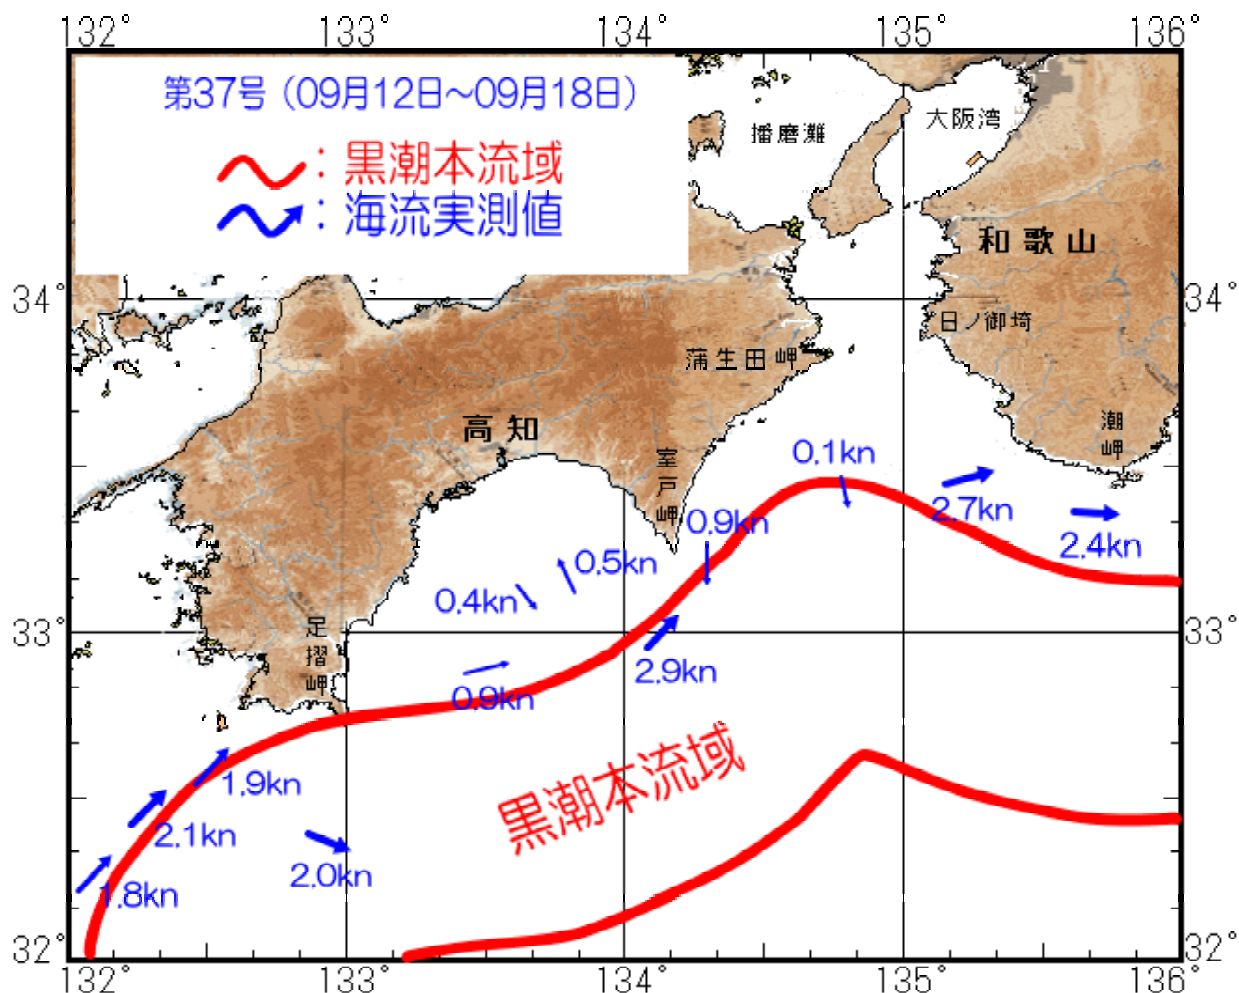 132° 133° 134° 135° 136°
第37号（09月12日～09月18日）
：黒潮本流域
：海流実測値
播磨灘
大阪湾
和歌山
34° 34°
日ノ御埼
蒲生田岬
高知
潮岬
室戸岬
0.1kn
2.7kn
0.9kn
2.4kn
0.5kn
0.4kn
33° 33°
足摺岬
2.9kn
0.9kn
黒潮本流域
1.9kn
2.1kn
2.0kn
1.8kn
32° 32°
132° 133° 134° 135° 136°